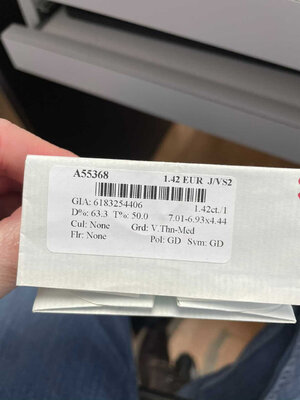 A55368 1.42 EUR J/VS2
GIA: 6183254406 1.42ct./1
D%: 63.3 T%: 50.0 7.01-6.93x4.44
Cul: None Grd: V.Thn-Med
Flr: None Pol: GD Sym: GD